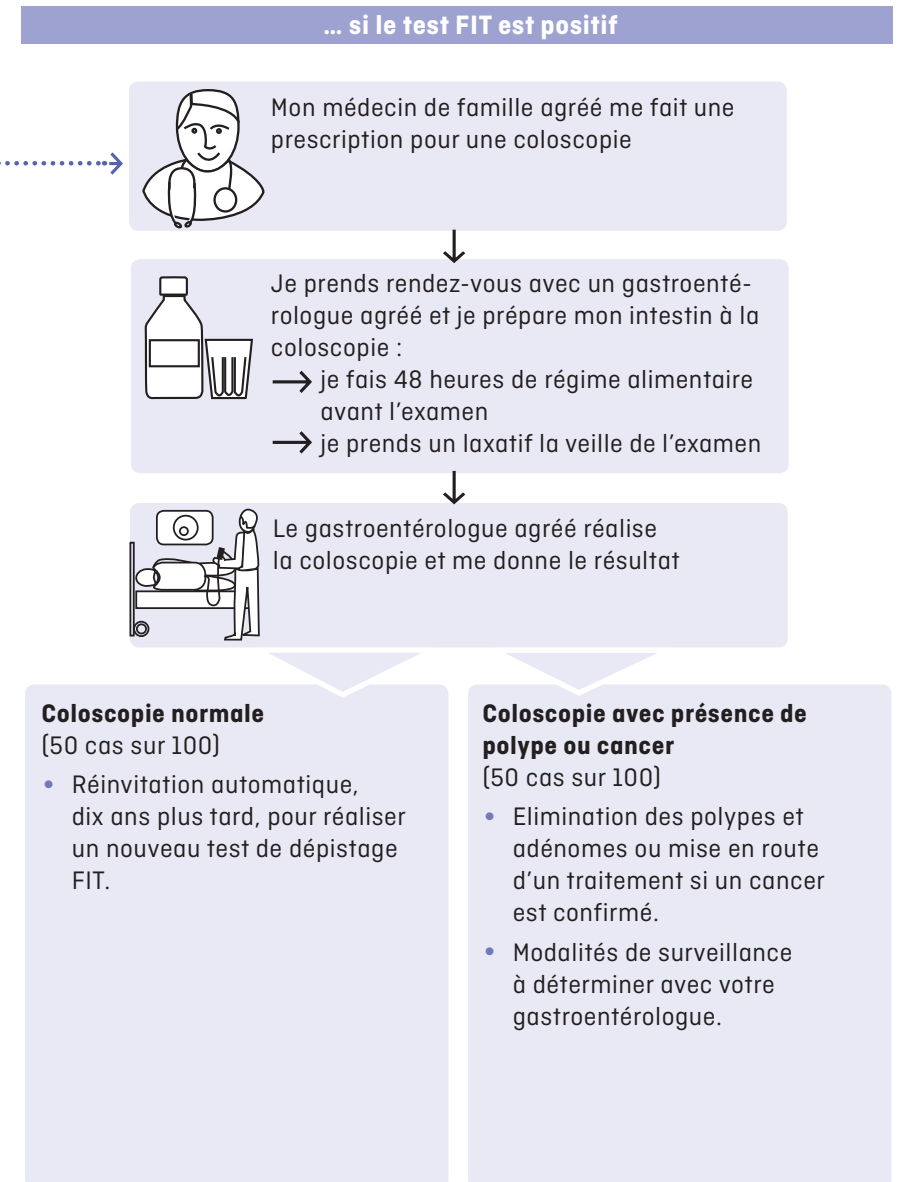 ... si le test FIT est positif
Mon médecin de famille agréé me fait une
prescription pour une coloscopie
Je prends rendez-vous avec un gastroenté-
rologue agréé et je prépare mon intestin à la
coloscopie :
je fais 48 heures de régime alimentaire
avant l'examen
je prends un laxatif la veille de l'examen
Le gastroentérologue agréé réalise
la coloscopie et me donne le résultat
Coloscopie normale
(50 cas sur 100)
• Réinvitation automatique,
dix ans plus tard, pour réaliser
un nouveau test de dépistage
FIT.
Coloscopie avec présence de
polype ou cancer
(50 cas sur 100)
• Elimination des polypes et
adénomes ou mise en route
d'un traitement si un cancer
est confirmé.
• Modalités de surveillance
à déterminer avec votre
gastroentérologue.